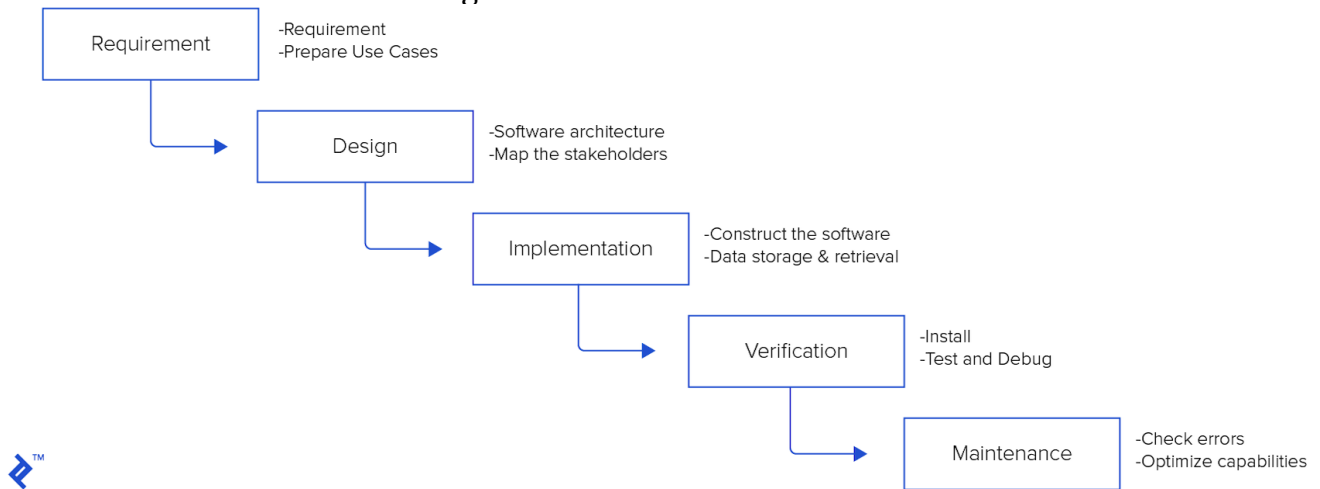 Requirement
-Requirement
-Prepare Use Cases
Design
-Software architecture
-Map the stakeholders
Implementation
-Construct the software
-Data storage & retrieval
Verification
-Install
-Test and Debug
Maintenance
-Check errors
-Optimize capabilities
TM